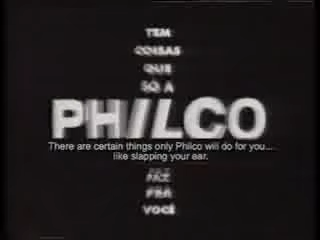 TEM
COISAS
QUE
SÓ A
PHILCO
There are certain things only Philco will do for you...
like slapping your ear.
FAZ
PRA
VOCÊ